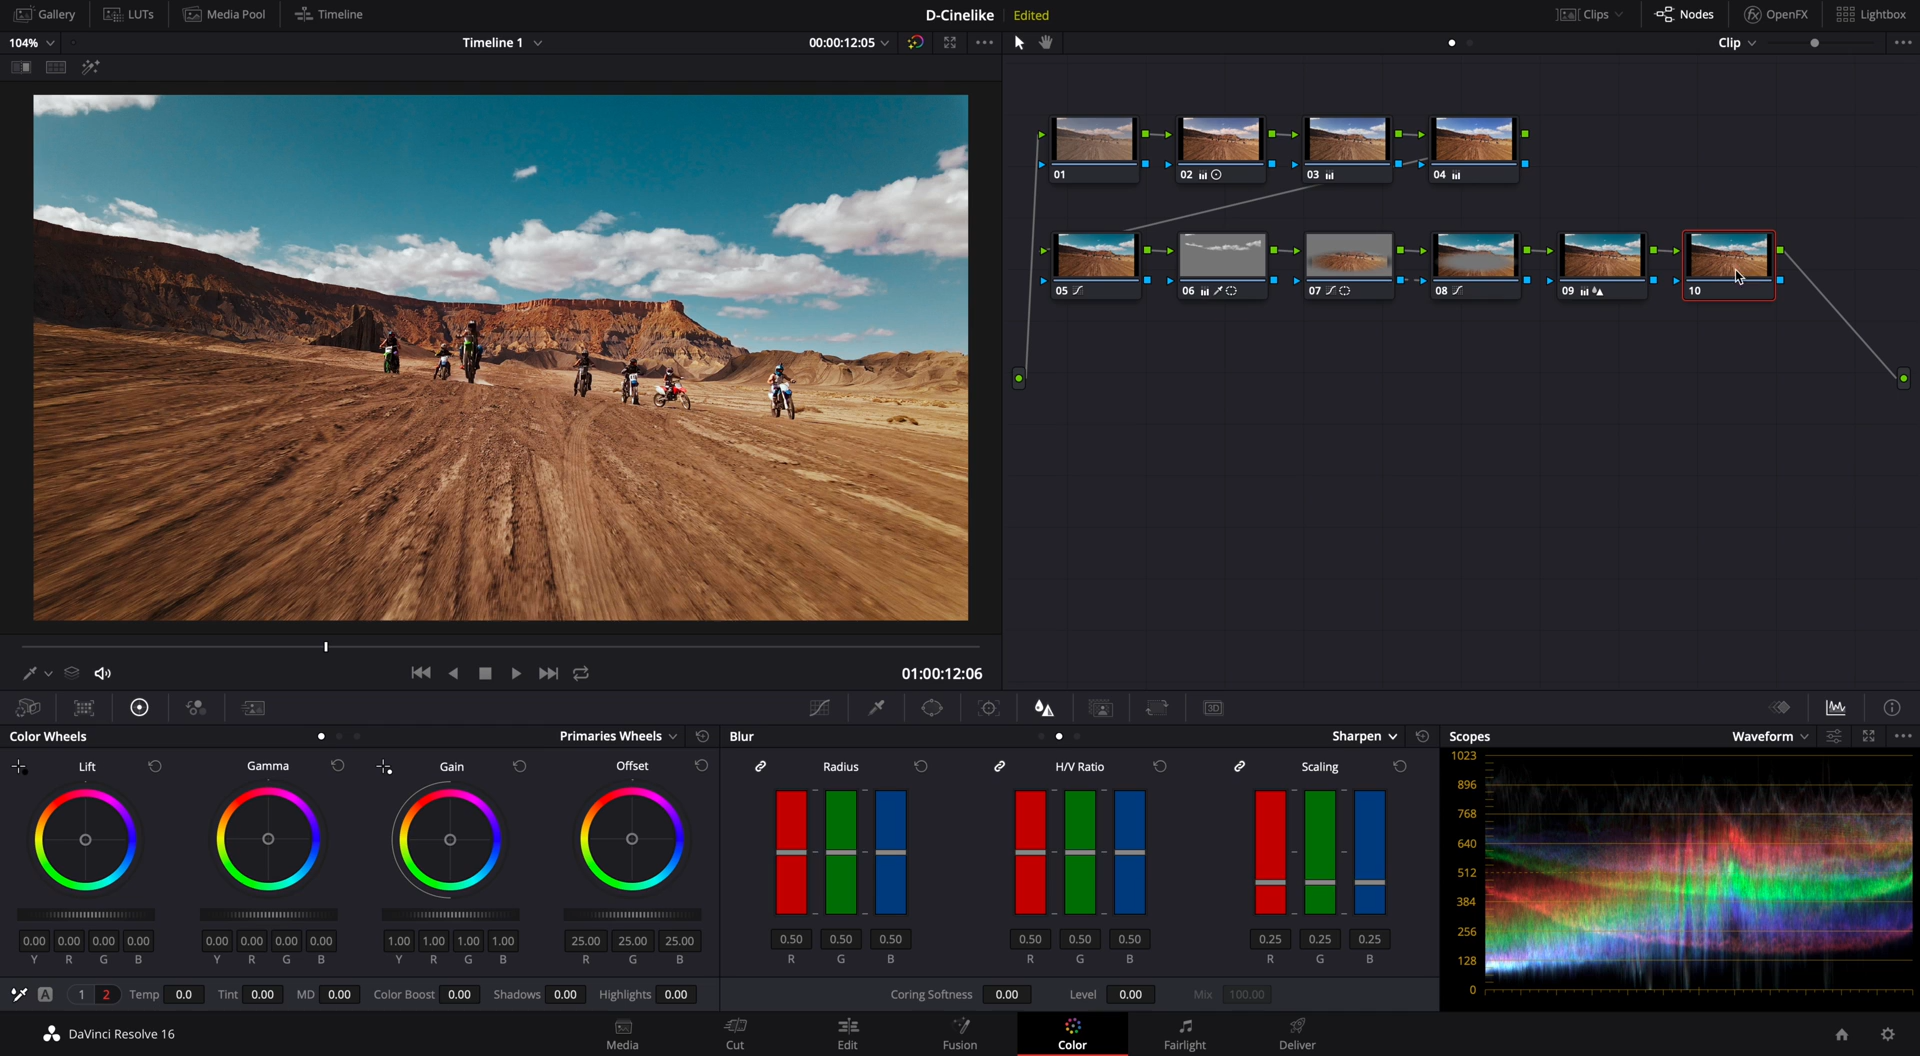 Gallery LUTs Media Pool Timeline D-Cinelike Edited Clips Nodes fx OpenFX Lightbox
104% Timeline 1 00:00:12:05 Clip
01 02 03 04
05 06 07 08 09 10
01:00:12:06
3D
Color Wheels Primaries Wheels Blur Sharpen Scopes Waveform
Lift Gamma Gain Offset Radius H/V Ratio Scaling
1023
896
768
640
512
384
256
128
0
0.00 0.00 0.00 0.00 0.00 0.00 0.00 0.00 1.00 1.00 1.00 1.00 25.00 25.00 25.00 0.50 0.50 0.50 0.50 0.50 0.50 0.25 0.25 0.25
Y R G B Y R G B Y R G B R G B R G B R G B R G B
A 1 2 Temp 0.0 Tint 0.00 MD 0.00 Color Boost 0.00 Shadows 0.00 Highlights 0.00 Coring Softness 0.00 Level 0.00 Mix 100.00
DaVinci Resolve 16 Media Cut Edit Fusion Color Fairlight Deliver